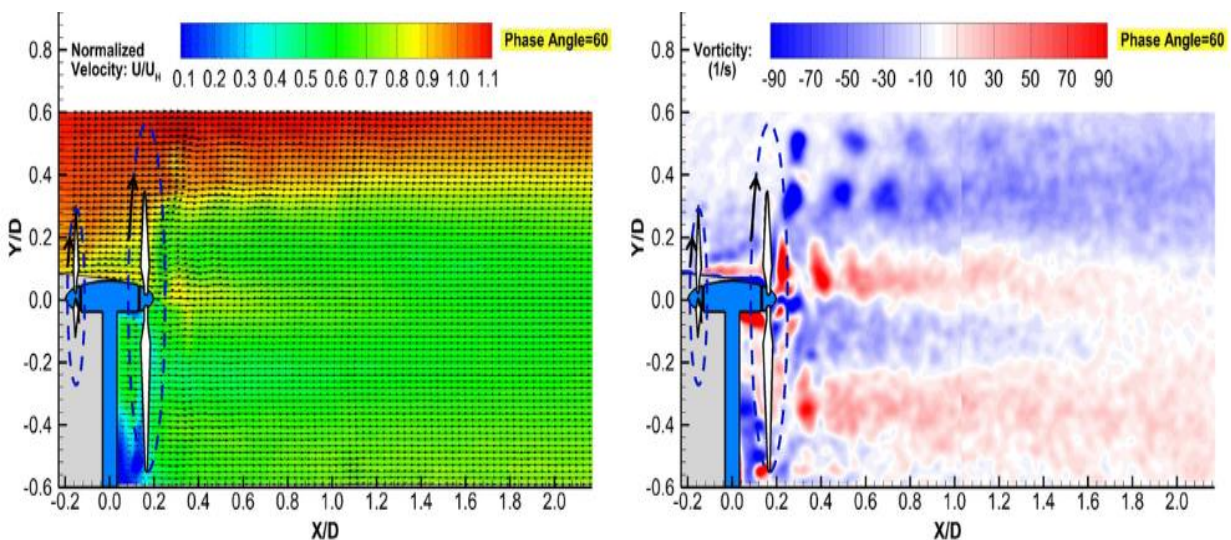 Normalized
Velocity: U/U_H
0.1 0.2 0.3 0.4 0.5 0.6 0.7 0.8 0.9 1.0 1.1
Phase Angle=60
0.8
0.6
0.4
0.2
0.0
-0.2
-0.4
-0.6
Y/D
-0.2 0.0 0.2 0.4 0.6 0.8 1.0 1.2 1.4 1.6 1.8 2.0
X/D
Vorticity:
(1/s)
-90 -70 -50 -30 -10 10 30 50 70 90
Phase Angle=60
0.8
0.6
0.4
0.2
0.0
-0.2
-0.4
-0.6
Y/D
-0.2 0.0 0.2 0.4 0.6 0.8 1.0 1.2 1.4 1.6 1.8 2.0
X/D